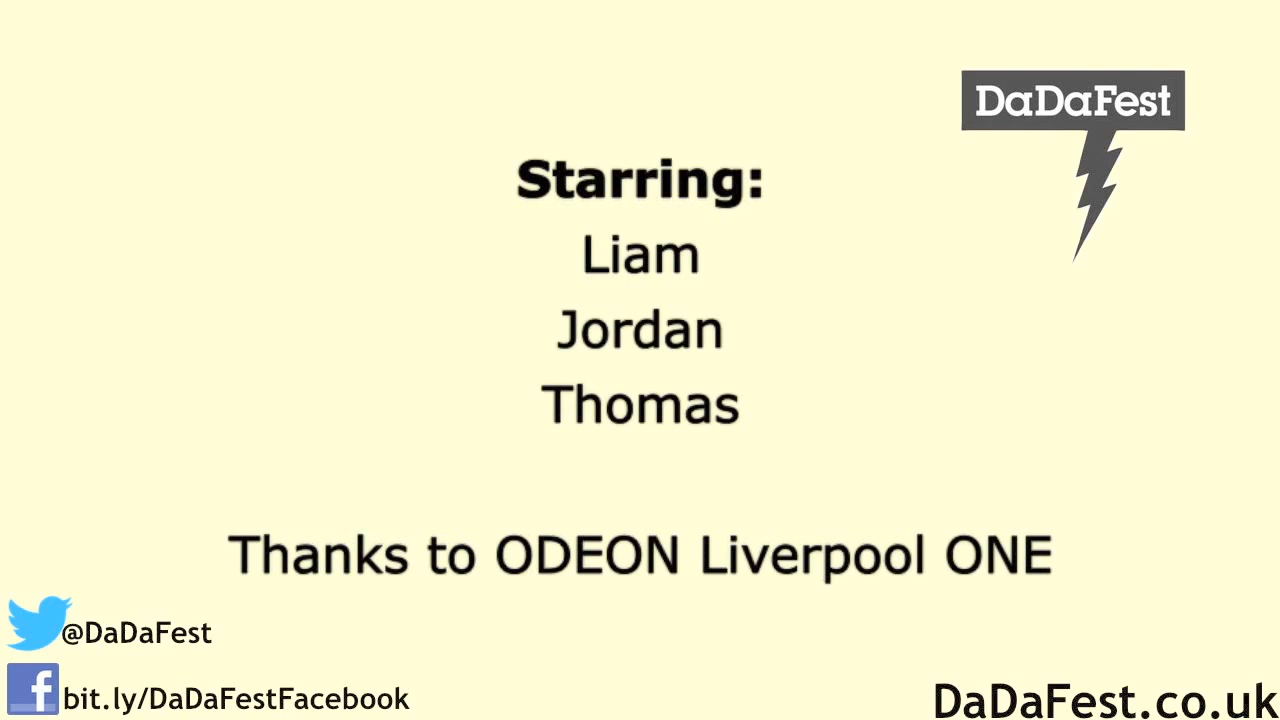 DaDaFest
Starring:
Liam
Jordan
Thomas
Thanks to ODEON Liverpool ONE
@DaDaFest
bit.ly/DaDaFestFacebook
DaDaFest.co.uk